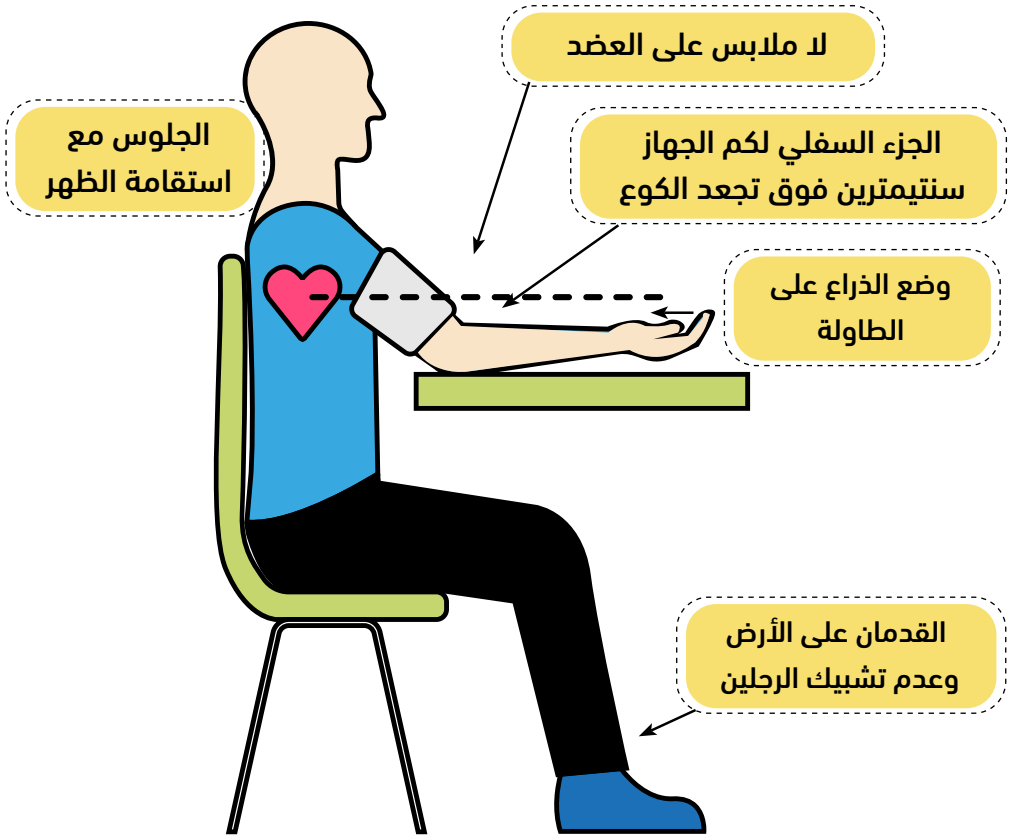 لا ملابس على العضد
الجلوس مع
استقامة الظهر
الجزء السفلي لكم الجهاز
سنتيمترين فوق تجعد الكوع
وضع الذراع على
الطاولة
القدمان على الأرض
وعدم تشبيك الرجلين